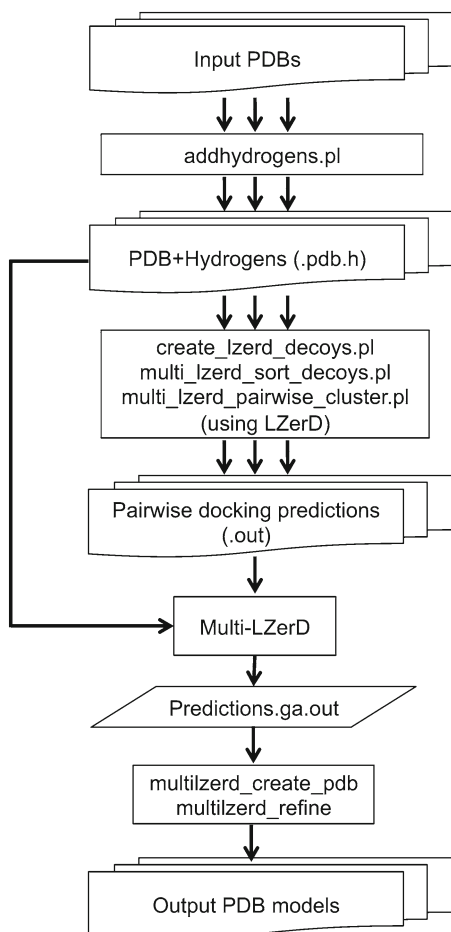 Input PDBs
addhydrogens.pl
PDB+Hydrogens (.pdb.h)
create_lzerd_decoys.pl
multi_lzerd_sort_decoys.pl
multi_lzerd_pairwise_cluster.pl
(using LZerD)
Pairwise docking predictions
(.out)
Multi-LZerD
Predictions.ga.out
multilzerd_create_pdb
multilzerd_refine
Output PDB models